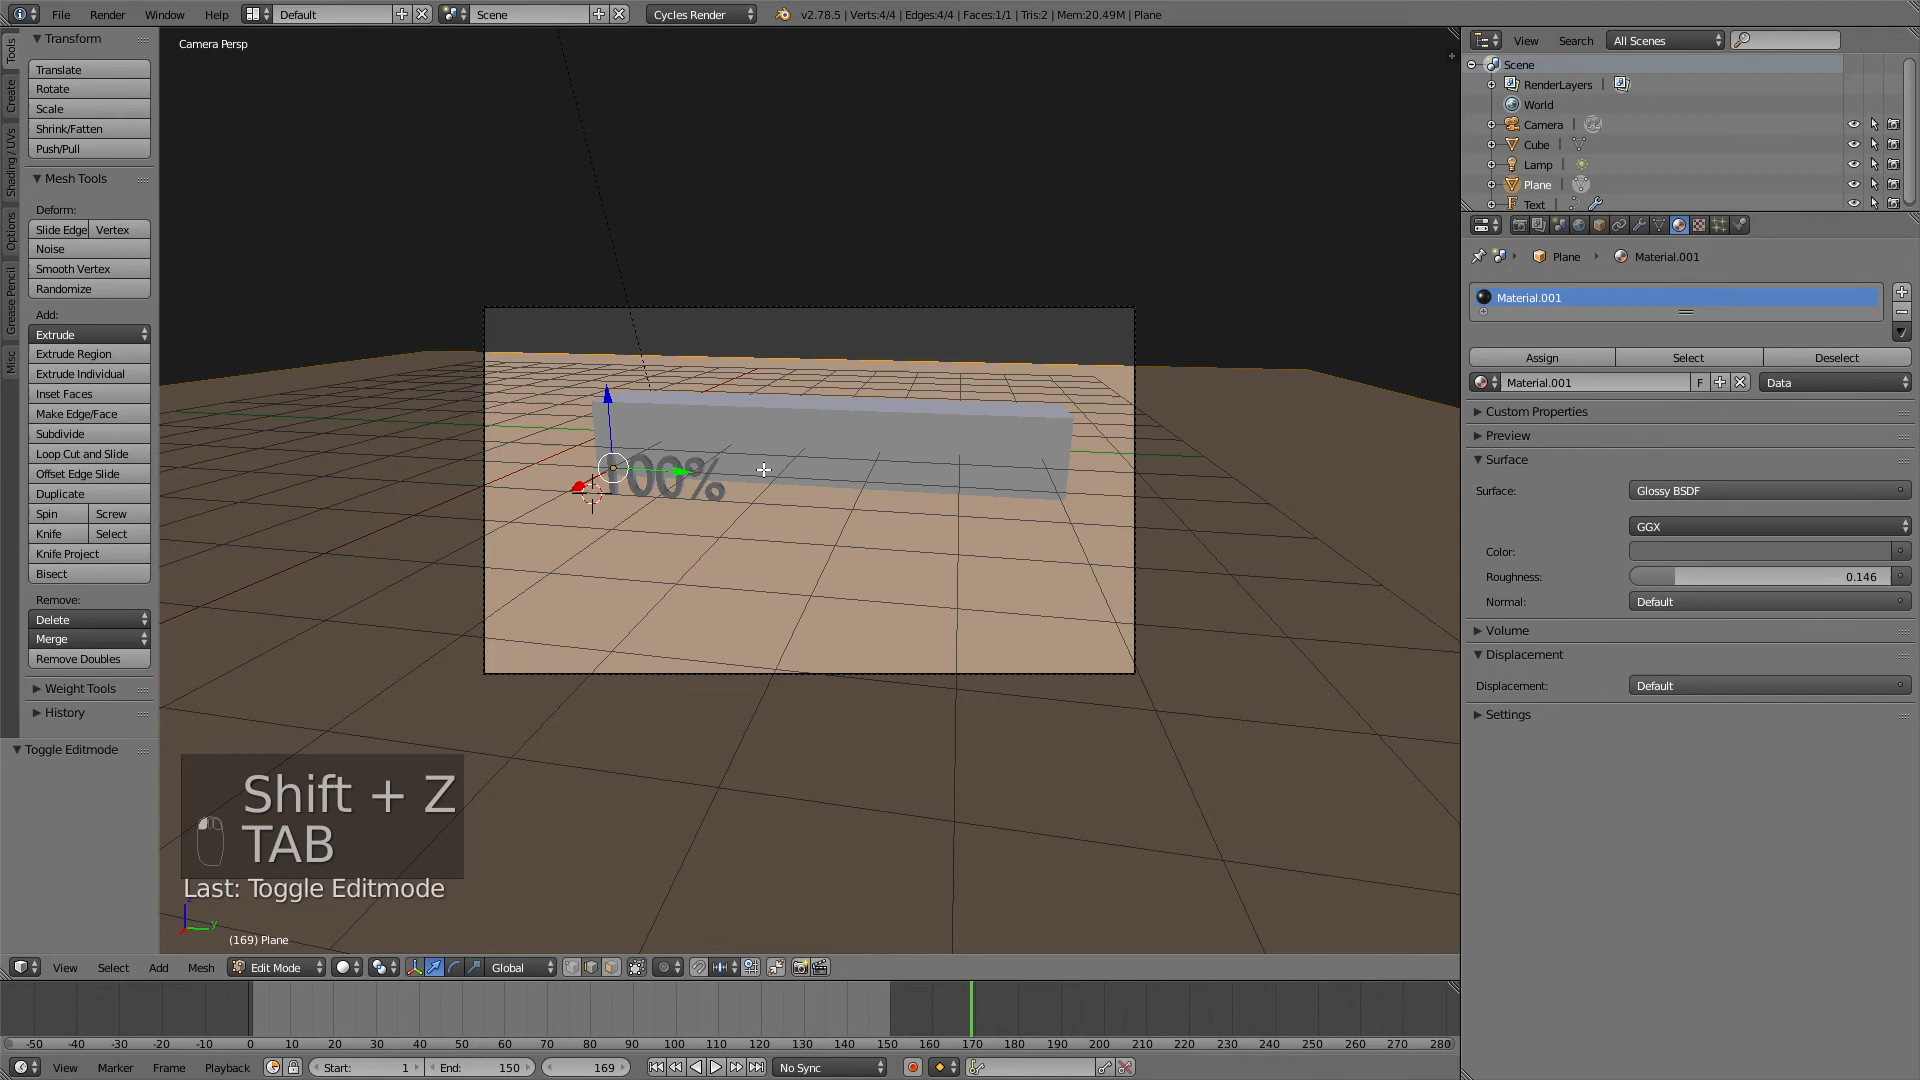 File Render Window Help Default Scene Cycles Render v2.78.5 | Verts:4/4 | Edges:4/4 | Faces:1/1 | Tris:2 | Mem:20.49M | Plane
Tools
Create
Shading / UVs
Options
Grease Pencil
Misc
Transform
Translate
Rotate
Scale
Shrink/Fatten
Push/Pull
Mesh Tools
Deform:
Slide Edge Vertex
Noise
Smooth Vertex
Randomize
Add:
Extrude
Extrude Region
Extrude Individual
Inset Faces
Make Edge/Face
Subdivide
Loop Cut and Slide
Offset Edge Slide
Duplicate
Spin Screw
Knife Select
Knife Project
Bisect
Remove:
Delete
Merge
Remove Doubles
Weight Tools
History
Toggle Editmode
Camera Persp
100%
Shift + Z
TAB
Last: Toggle Editmode
y
(169) Plane
View Select Add Mesh Edit Mode Global
-50 -40 -30 -20 -10 0 10 20 30 40 50 60 70 80 90 100 110 120 130 140 150 160 170 180 190 200 210 220 230 240 250 260 270 280
View Marker Frame Playback Start: 1 End: 150 169 No Sync
View Search All Scenes
Scene
RenderLayers
World
Camera
Cube
Lamp
Plane
Text
Plane Material.001
Material.001
Assign Select Deselect
Material.001 F Data
Custom Properties
Preview
Surface
Surface: Glossy BSDF
GGX
Color:
Roughness: 0.146
Normal: Default
Volume
Displacement
Displacement: Default
Settings